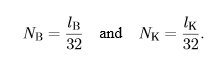 N_B = l_B/32 and N_K = l_K/32.